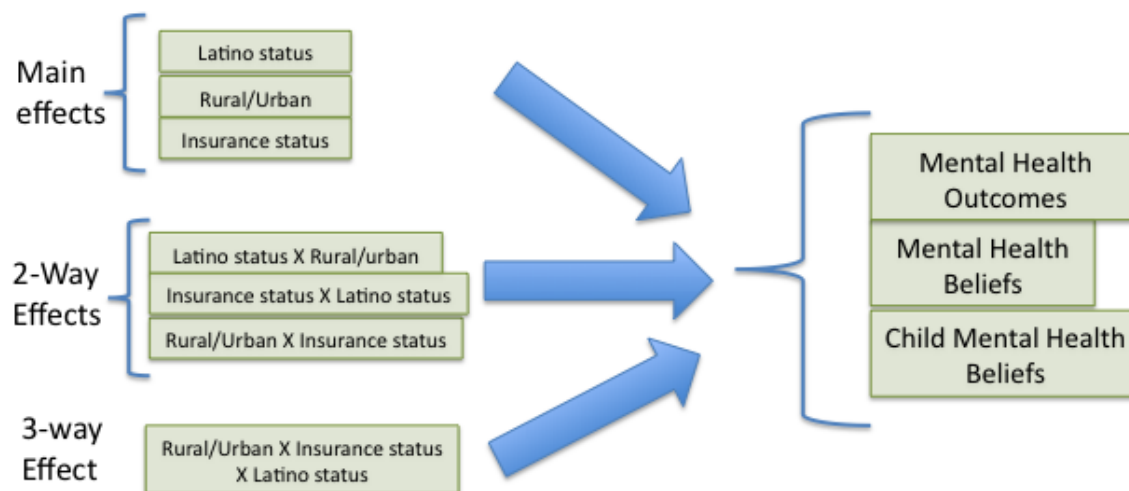 Main
effects
Latino status
Rural/Urban
Insurance status
2-Way
Effects
Latino status X Rural/urban
Insurance status X Latino status
Rural/Urban X Insurance status
3-way
Effect
Rural/Urban X Insurance status
X Latino status
Mental Health
Outcomes
Mental Health
Beliefs
Child Mental Health
Beliefs